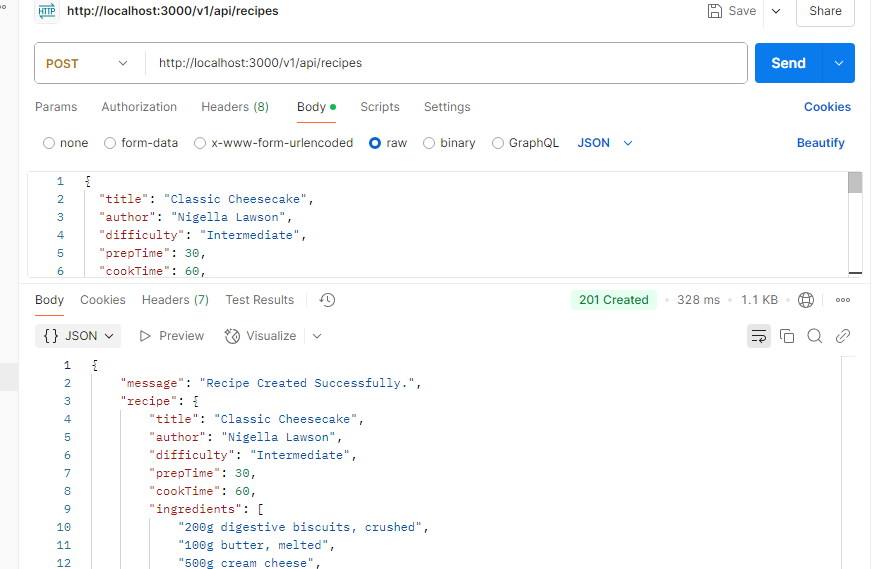 HTTP http://localhost:3000/v1/api/recipes Save Share
POST http://localhost:3000/v1/api/recipes Send
Params Authorization Headers (8) Body Scripts Settings Cookies
none form-data x-www-form-urlencoded raw binary GraphQL JSON Beautify
1 {
2 "title": "Classic Cheesecake",
3 "author": "Nigella Lawson",
4 "difficulty": "Intermediate",
5 "prepTime": 30,
6 "cookTime": 60,
Body Cookies Headers (7) Test Results 201 Created 328 ms 1.1 KB
{} JSON Preview Visualize
1 {
2 "message": "Recipe Created Successfully.",
3 "recipe": {
4 "title": "Classic Cheesecake",
5 "author": "Nigella Lawson",
6 "difficulty": "Intermediate",
7 "prepTime": 30,
8 "cookTime": 60,
9 "ingredients": [
10 "200g digestive biscuits, crushed",
11 "100g butter, melted",
12 "500g cream cheese",